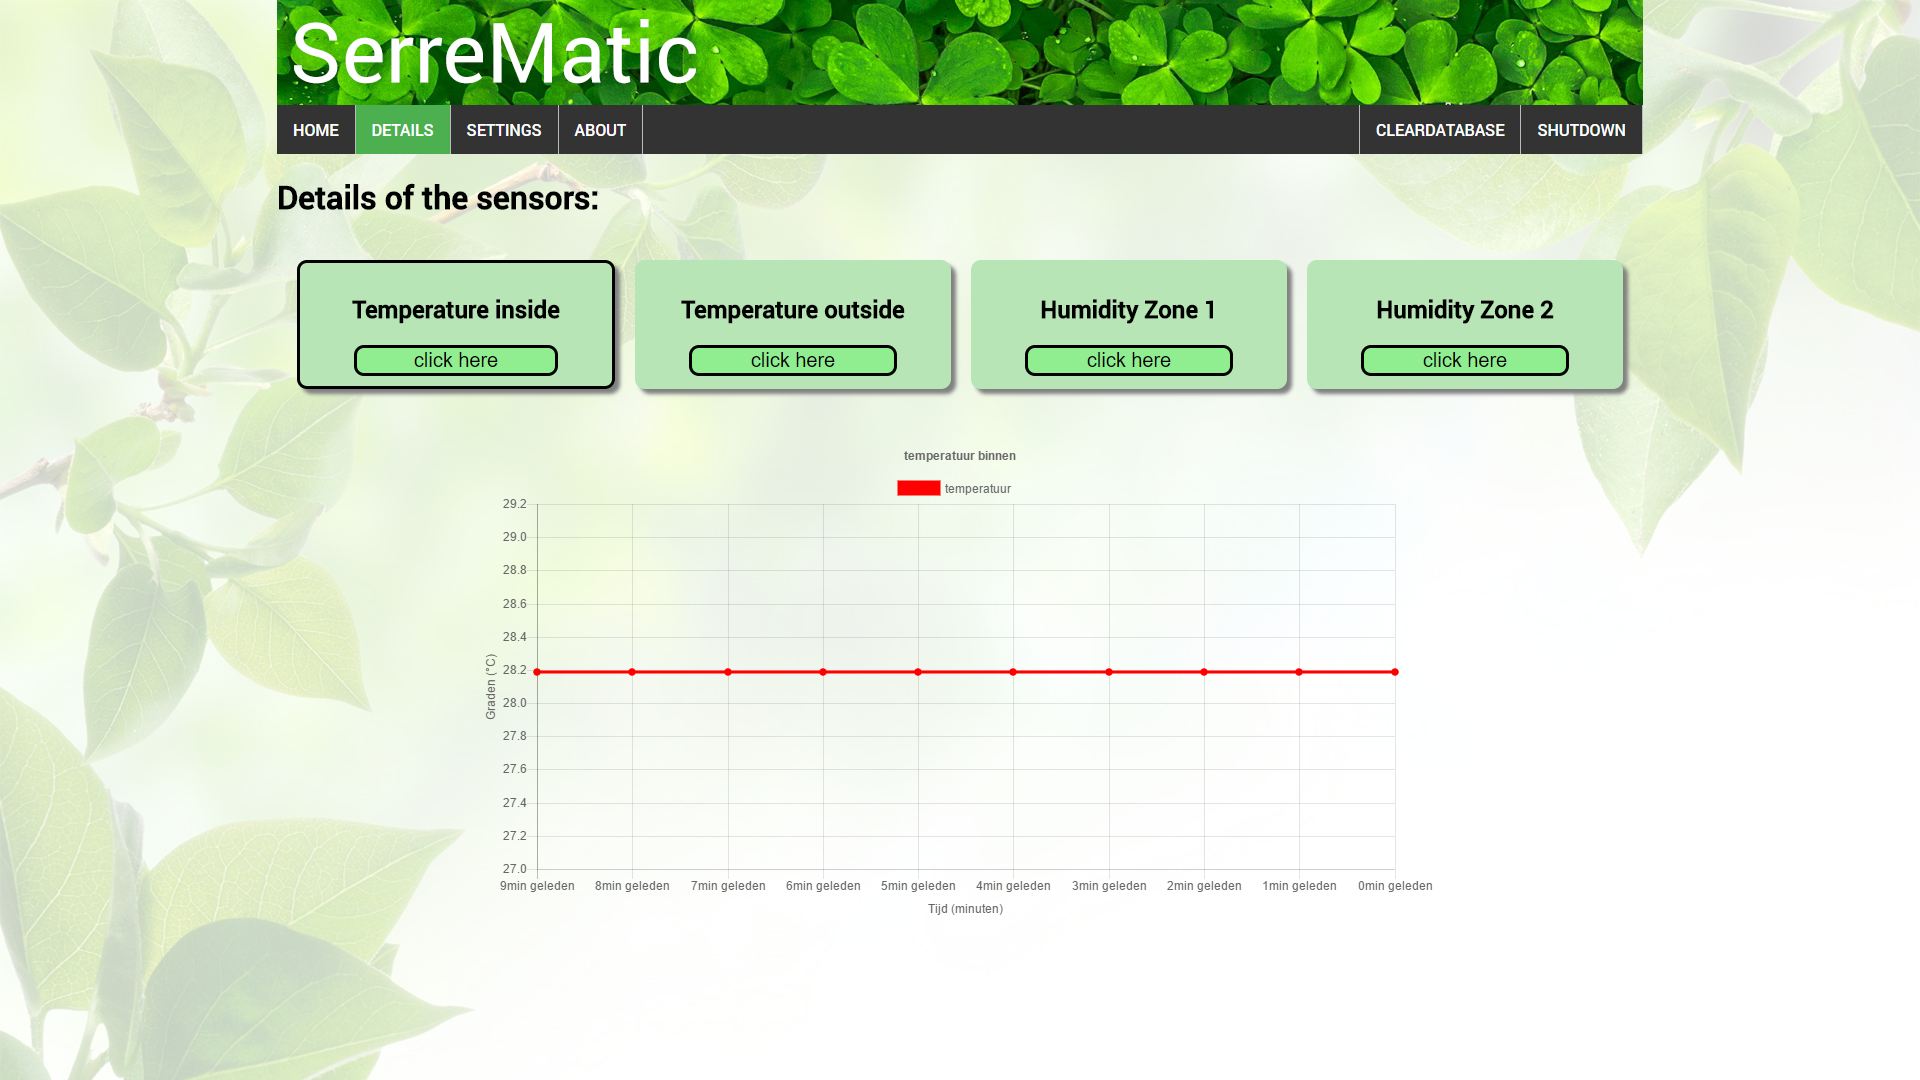 SerreMatic
HOME DETAILS SETTINGS ABOUT CLEARDATABASE SHUTDOWN
Details of the sensors:
Temperature inside
click here
Temperature outside
click here
Humidity Zone 1
click here
Humidity Zone 2
click here
temperatuur binnen
temperatuur
29.2
29.0
28.8
28.6
28.4
28.2
28.0
27.8
27.6
27.4
27.2
27.0
Graden (°C)
9min geleden 8min geleden 7min geleden 6min geleden 5min geleden 4min geleden 3min geleden 2min geleden 1min geleden 0min geleden
Tijd (minuten)